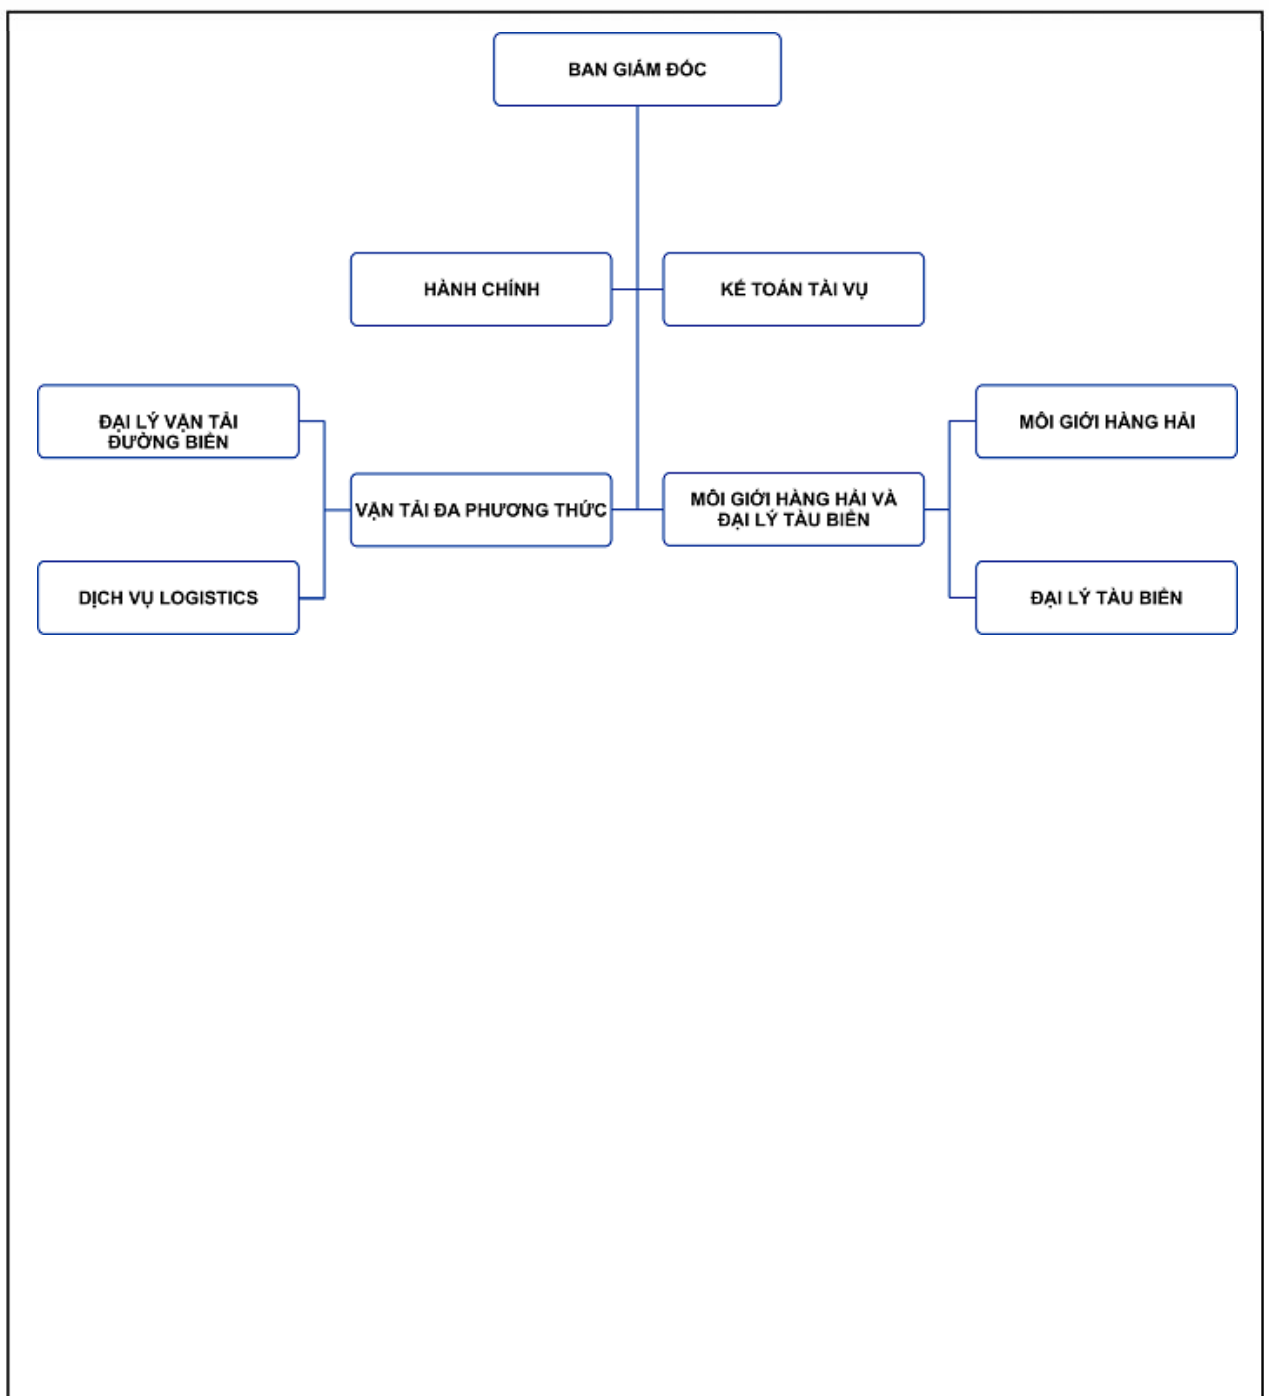 BAN GIÁM ĐỐC
HÀNH CHÍNH
KẾ TOÁN TÀI VỤ
ĐẠI LÝ VẬN TẢI
ĐƯỜNG BIỂN
MÔI GIỚI HÀNG HẢI
VẬN TẢI ĐA PHƯƠNG THỨC
MÔI GIỚI HÀNG HẢI VÀ
ĐẠI LÝ TÀU BIỂN
DỊCH VỤ LOGISTICS
ĐẠI LÝ TÀU BIỂN